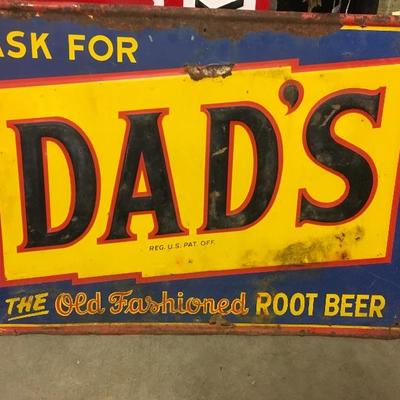 ASK FOR
DAD'S
REG. U.S. PAT. OFF.
THE Old Fashioned ROOT BEER